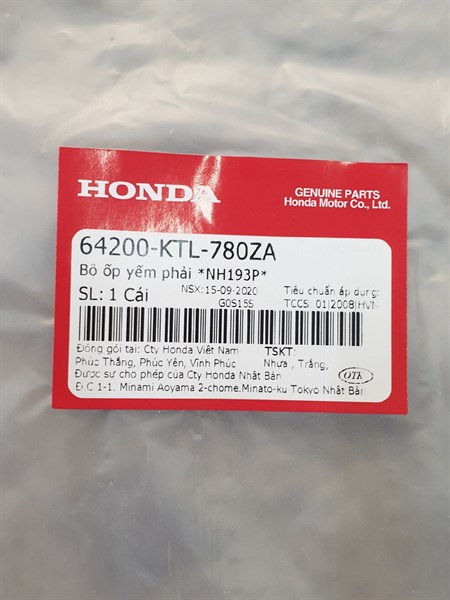 HONDA
GENUINE PARTS
Honda Motor Co., Ltd.
64200-KTL-780ZA
Bộ ốp yếm phải *NH193P*
SL: 1 Cái
NSX: 15-09-2020
Tiêu chuẩn áp dụng:
G0S15S
TCCS 01|2008|HVN
Đóng gói tại: Cty Honda Việt Nam
TSKT:
Phúc Thắng, Phúc Yên, Vĩnh Phúc
Nhựa , Trắng,
Được sự cho phép của Cty Honda Nhật Bản
OTK
Đ.C 1-1. Minami Aoyama 2-chome.Minato-ku Tokyo Nhật Bản